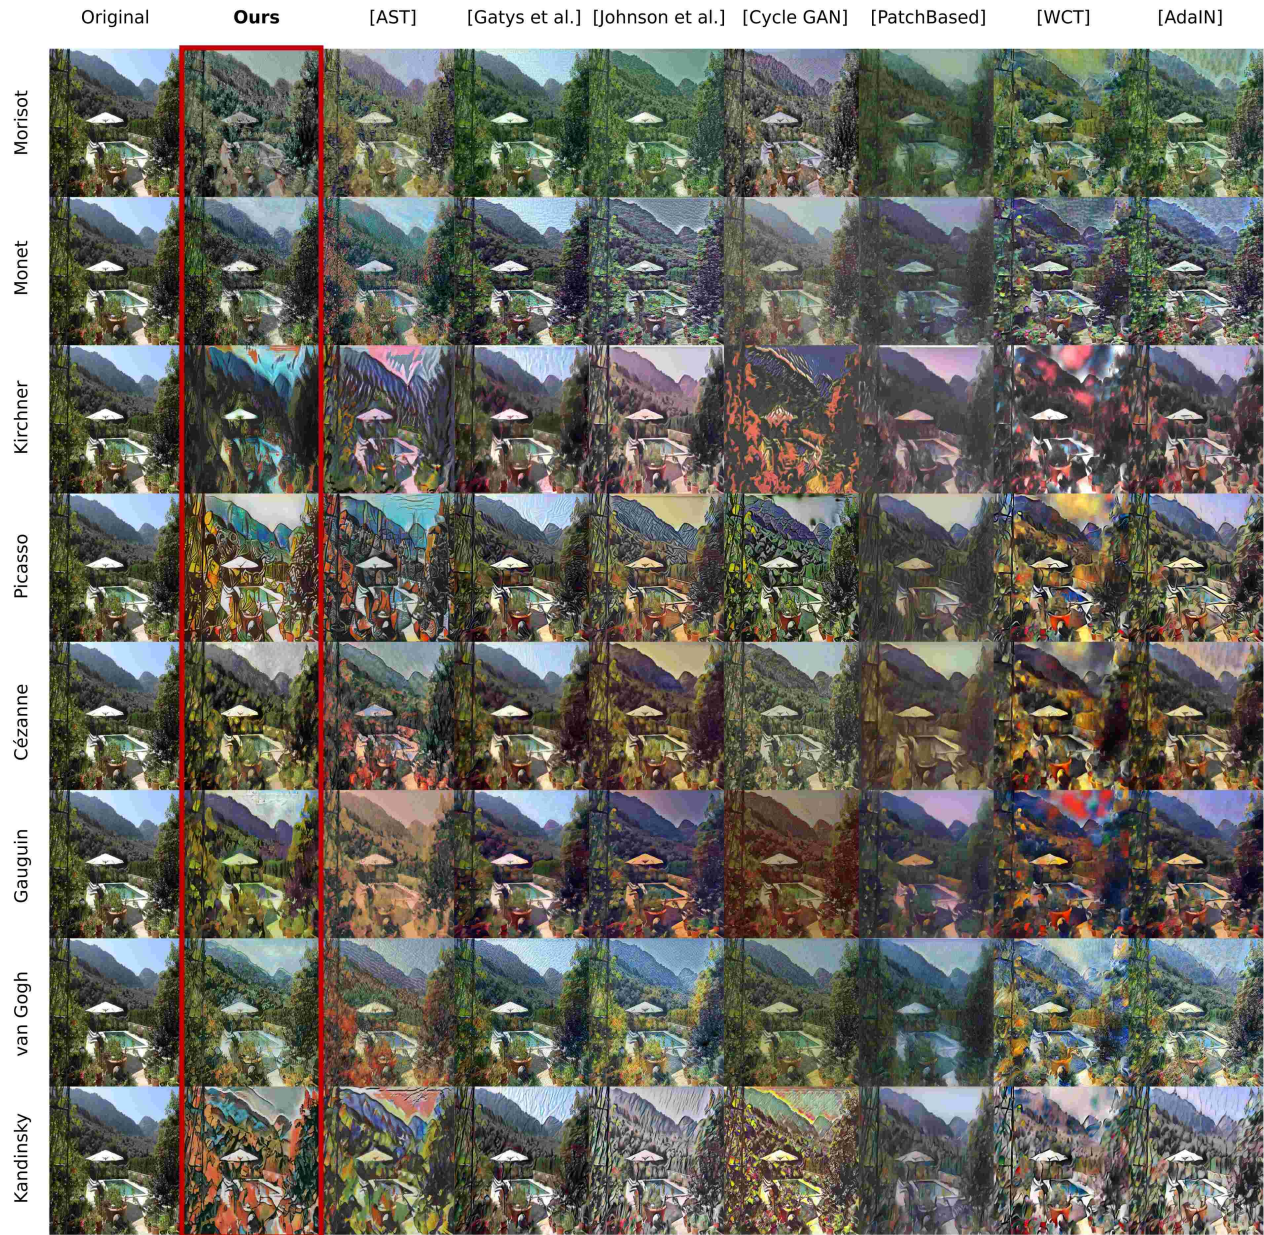 Original Ours [AST] [Gatys et al.] [Johnson et al.] [Cycle GAN] [PatchBased] [WCT] [AdaIN]
Morisot
Monet
Kirchner
Picasso
Cézanne
Gauguin
van Gogh
Kandinsky